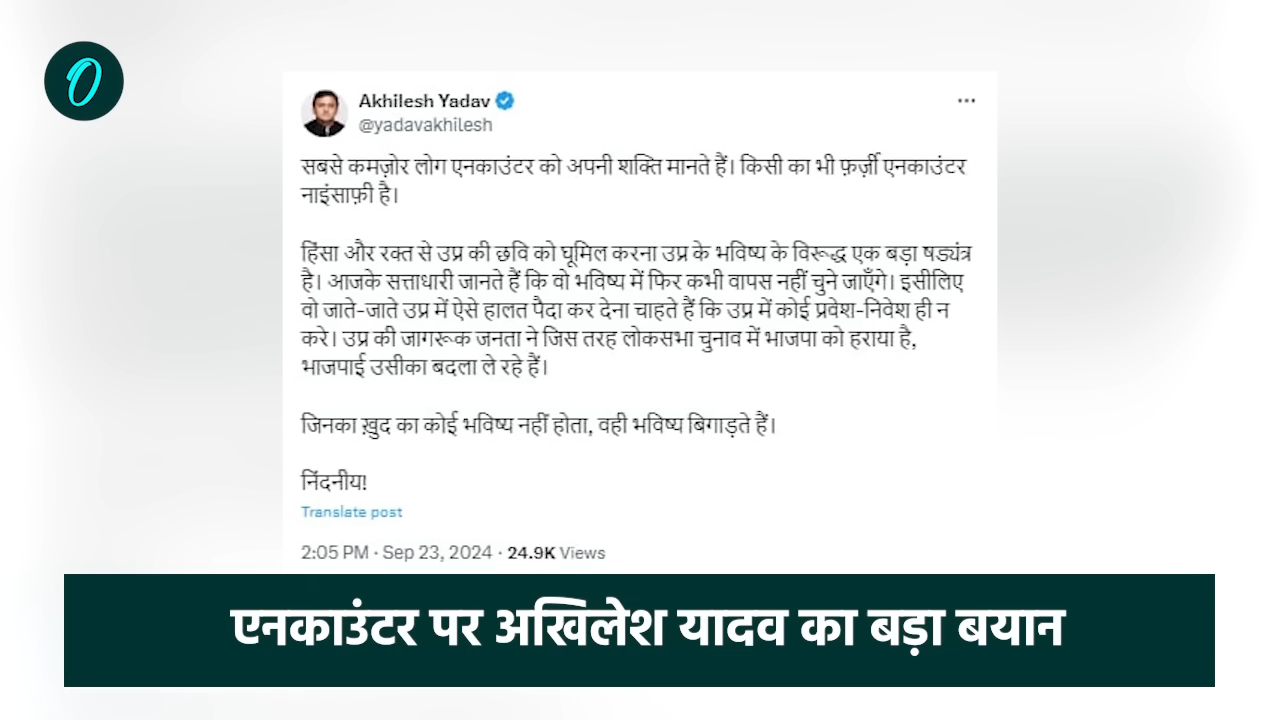 Akhilesh Yadav
@yadavakhilesh
सबसे कमज़ोर लोग एनकाउंटर को अपनी शक्ति मानते हैं। किसी का भी फ़र्ज़ी एनकाउंटर
नाइंसाफ़ी है।
हिंसा और रक्त से उप्र की छवि को घूमिल करना उप्र के भविष्य के विरूद्ध एक बड़ा षड्यंत्र
है। आजके सत्ताधारी जानते हैं कि वो भविष्य में फिर कभी वापस नहीं चुने जाएँगे। इसीलिए
वो जाते-जाते उप्र में ऐसे हालत पैदा कर देना चाहते हैं कि उप्र में कोई प्रवेश-निवेश ही न
करे। उप्र की जागरूक जनता ने जिस तरह लोकसभा चुनाव में भाजपा को हराया है,
भाजपाई उसीका बदला ले रहे हैं।
जिनका ख़ुद का कोई भविष्य नहीं होता, वही भविष्य बिगाड़ते हैं।
निंदनीय!
Translate post
2:05 PM · Sep 23, 2024 · 24.9K Views
एनकाउंटर पर अखिलेश यादव का बड़ा बयान